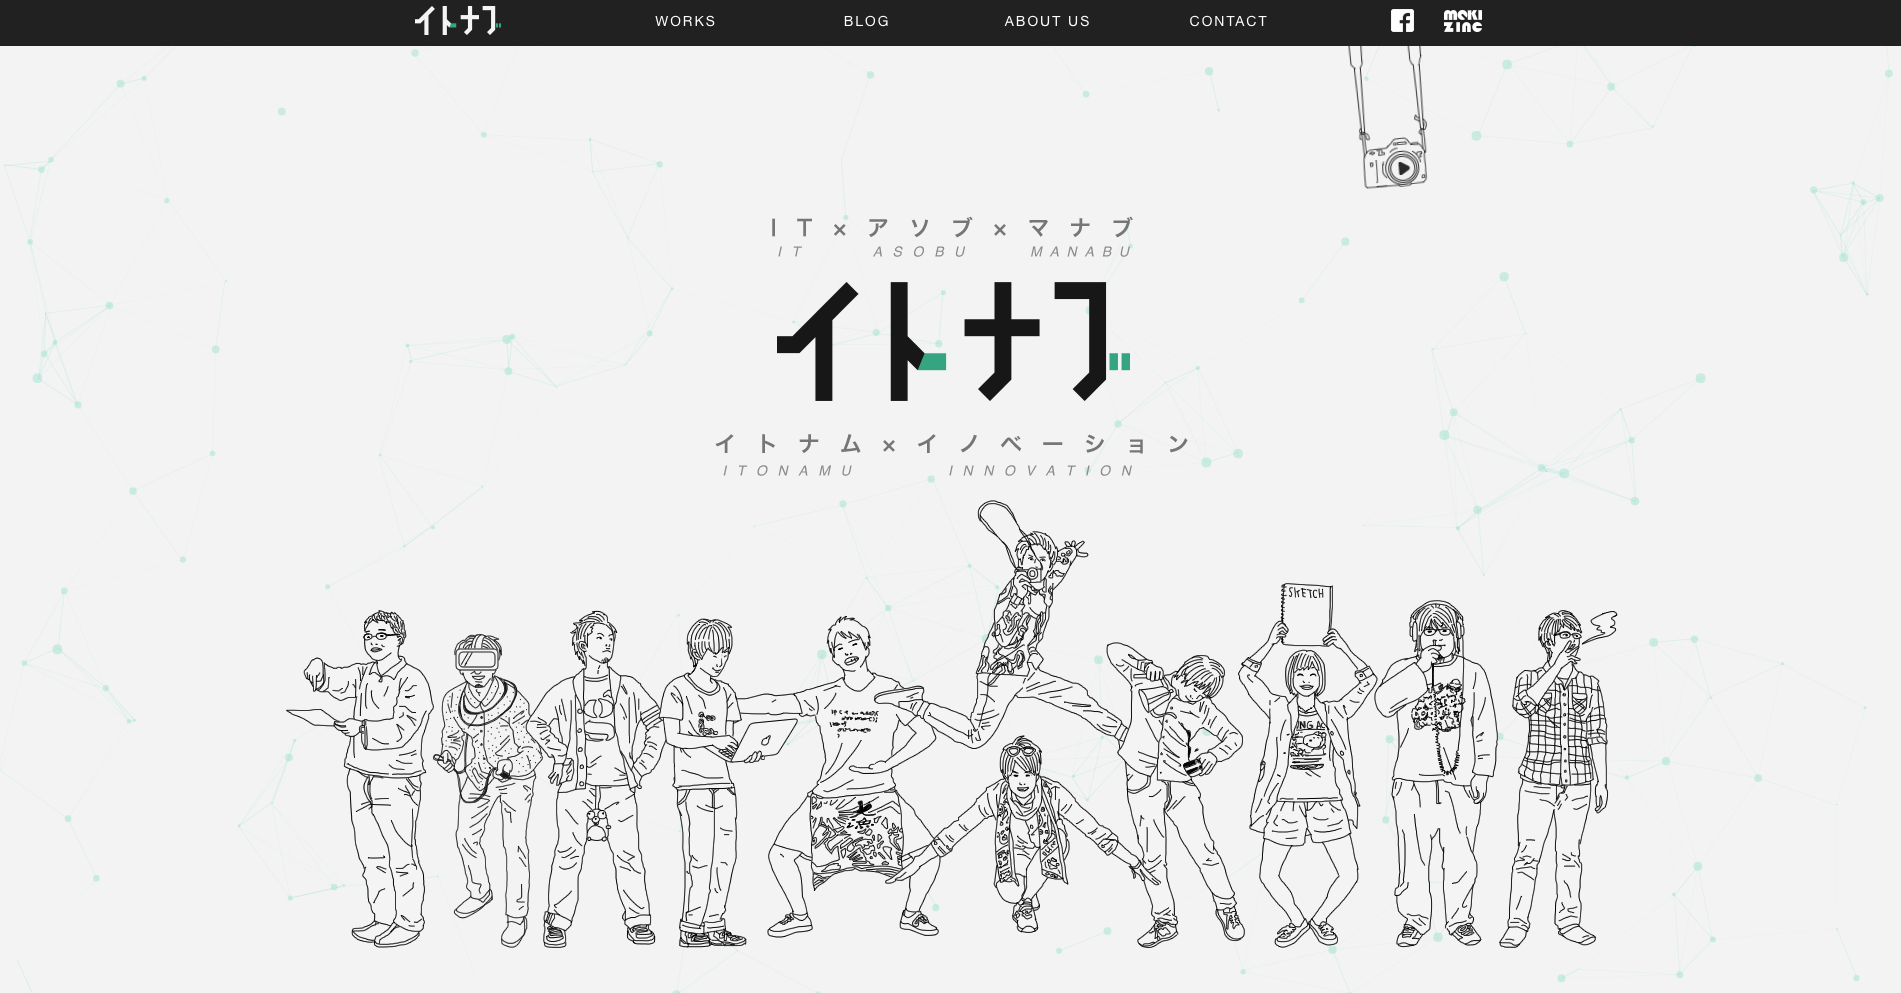 イトナブ WORKS BLOG ABOUT US CONTACT MAKI
ZINE
IT×アソブ×マナブ
IT ASOBU MANABU
イトナブ
イトナム×イノベーション
ITONAMU INNOVATION
SKETCH